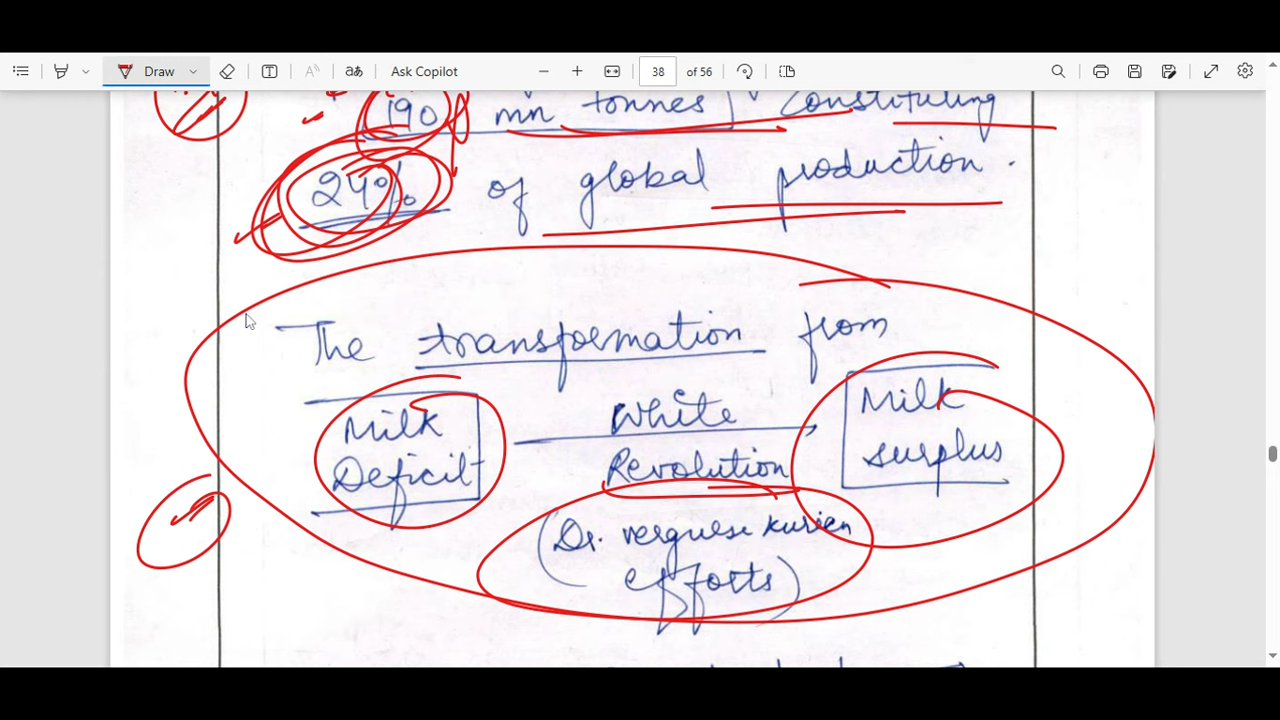 Draw
Ask Copilot
38 of 56
190 mn tonnes) constituting
24% of global production.
The transformation from
Milk Deficit
White Revolution
Milk surplus
(Dr. verguese kurien efforts)